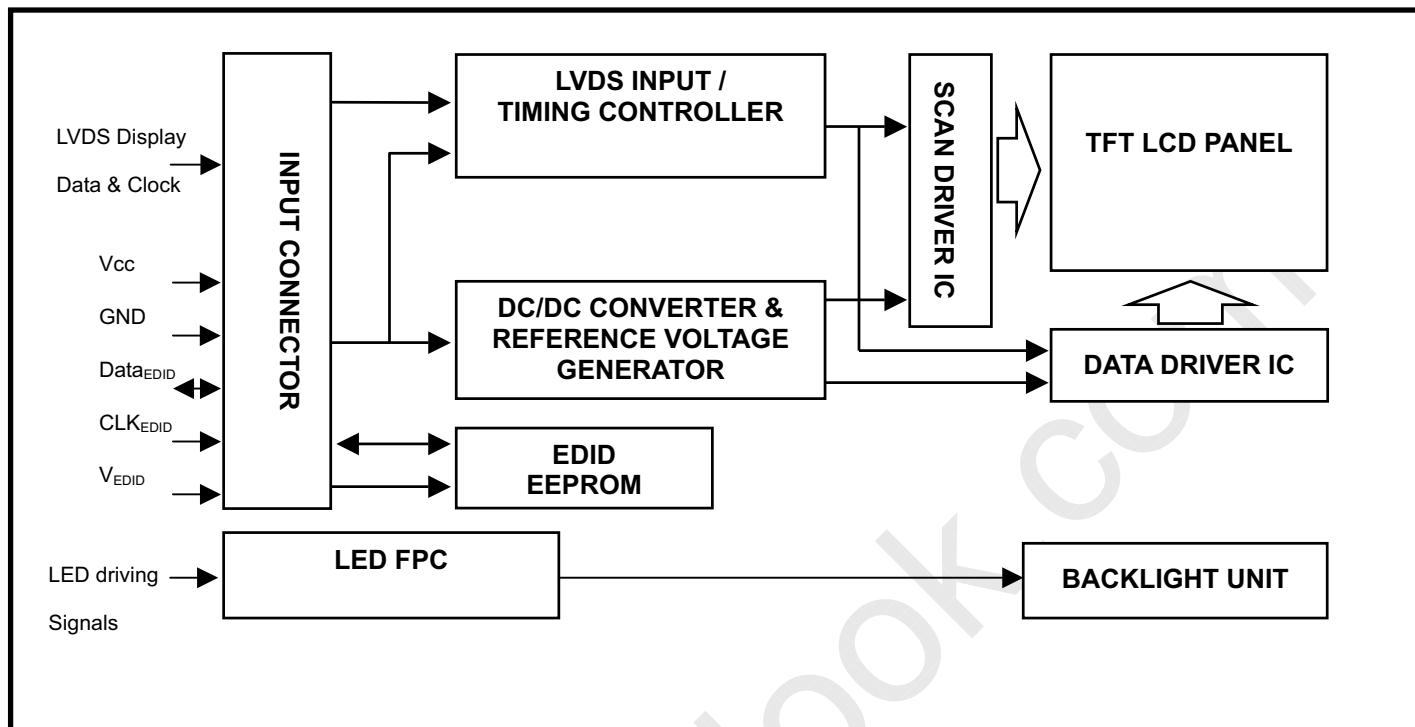 LVDS Display
Data & Clock
Vcc
GND
DataEDID
CLKEDID
VEDID
LED driving
Signals
INPUT CONNECTOR
LVDS INPUT /
TIMING CONTROLLER
DC/DC CONVERTER &
REFERENCE VOLTAGE
GENERATOR
EDID
EEPROM
LED FPC
SCAN DRIVER IC
TFT LCD PANEL
DATA DRIVER IC
BACKLIGHT UNIT
look.com